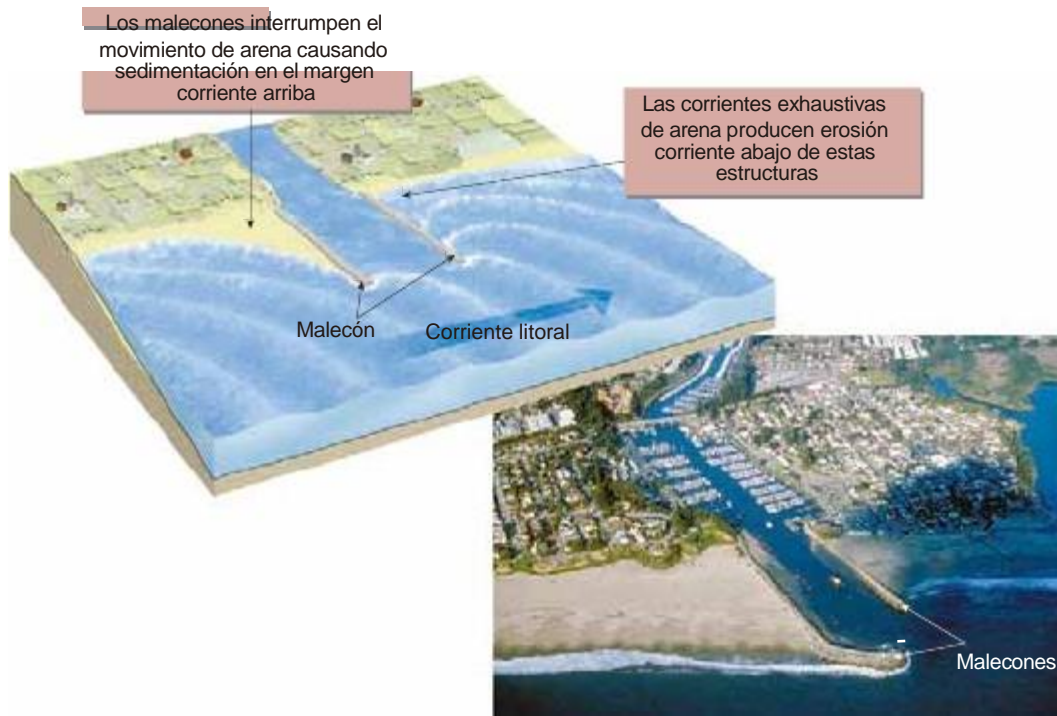 Los malecones interrumpen el
movimiento de arena causando
sedimentación en el margen
corriente arriba
Las corrientes exhaustivas
de arena producen erosión
corriente abajo de estas
estructuras
Malecón
Corriente litoral
Malecones